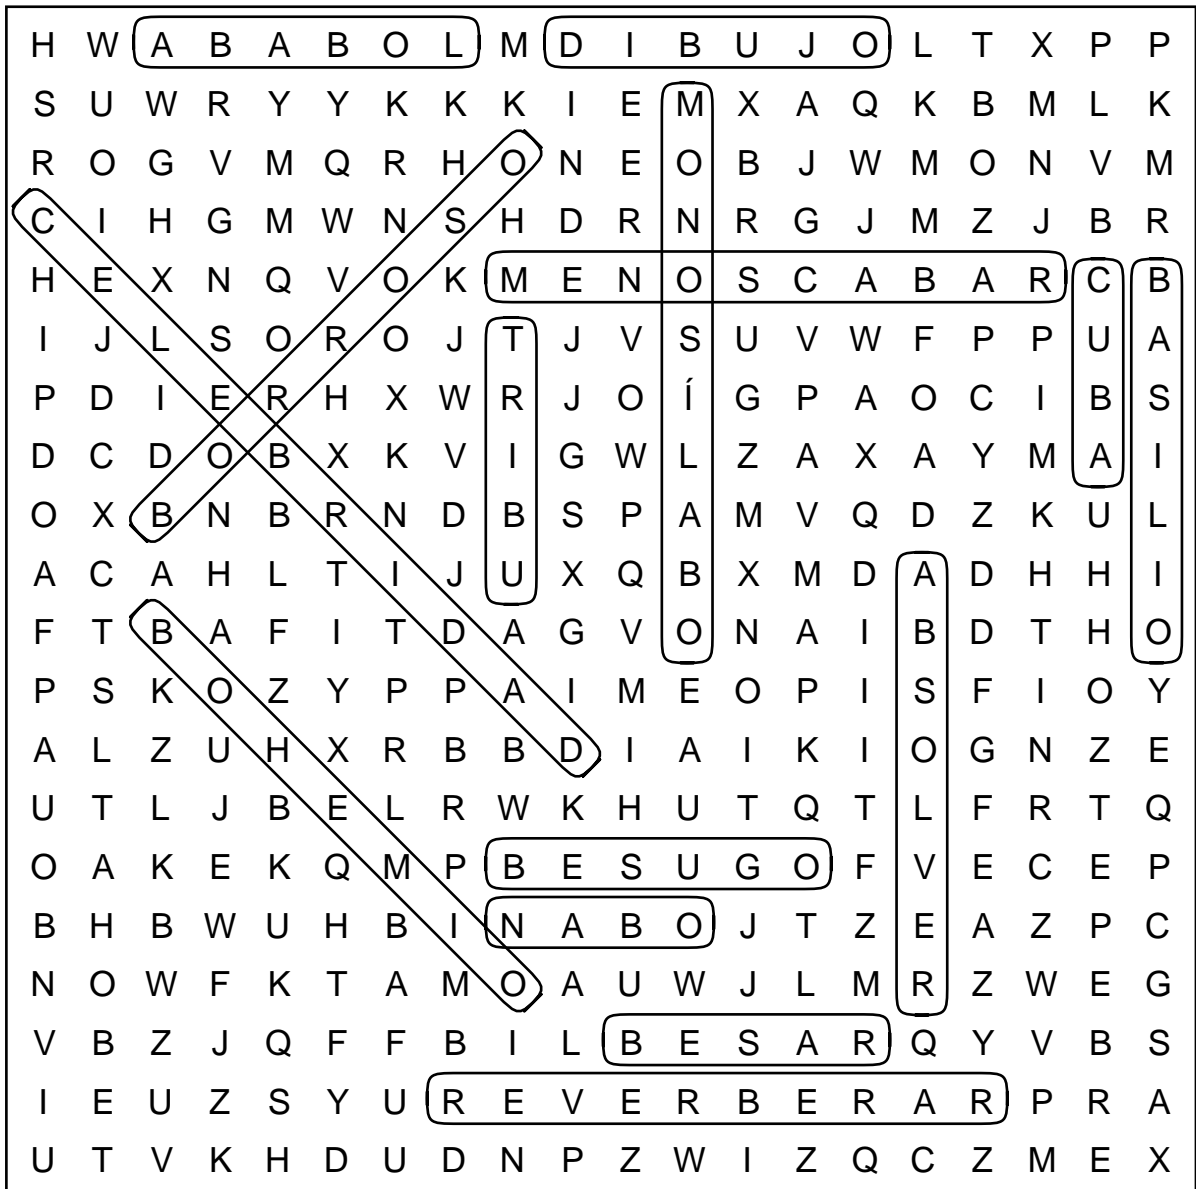 H W A B A B O L M D I B U J O L T X P P
S U W R Y Y K K K I E M X A Q K B M L K
R O G V M Q R H O N E O B J W M O N V M
C I H G M W N S H D R N R G J M Z J B R
H E X N Q V O K M E N O S C A B A R C B
I J L S O R O J T J V S U V W F P P U A
P D I E R H X W R J O Í G P A O C I B S
D C D O B X K V I G W L Z A X A Y M A I
O X B N B R N D B S P A M V Q D Z K U L
A C A H L T I J U X Q B X M D A D H H I
F T B A F I T D A G V O N A I B D T H O
P S K O Z Y P P A I M E O P I S F I O Y
A L Z U H X R B B D I A I K I O G N Z E
U T L J B E L R W K H U T Q T L F R T Q
O A K E K Q M P B E S U G O F V E C E P
B H B W U H B I N A B O J T Z E A Z P C
N O W F K T A M O A U W J L M R Z W E G
V B Z J Q F F B I L B E S A R Q Y V B S
I E U Z S Y U R E V E R B E R A R P R A
U T V K H D U D N P Z W I Z Q C Z M E X